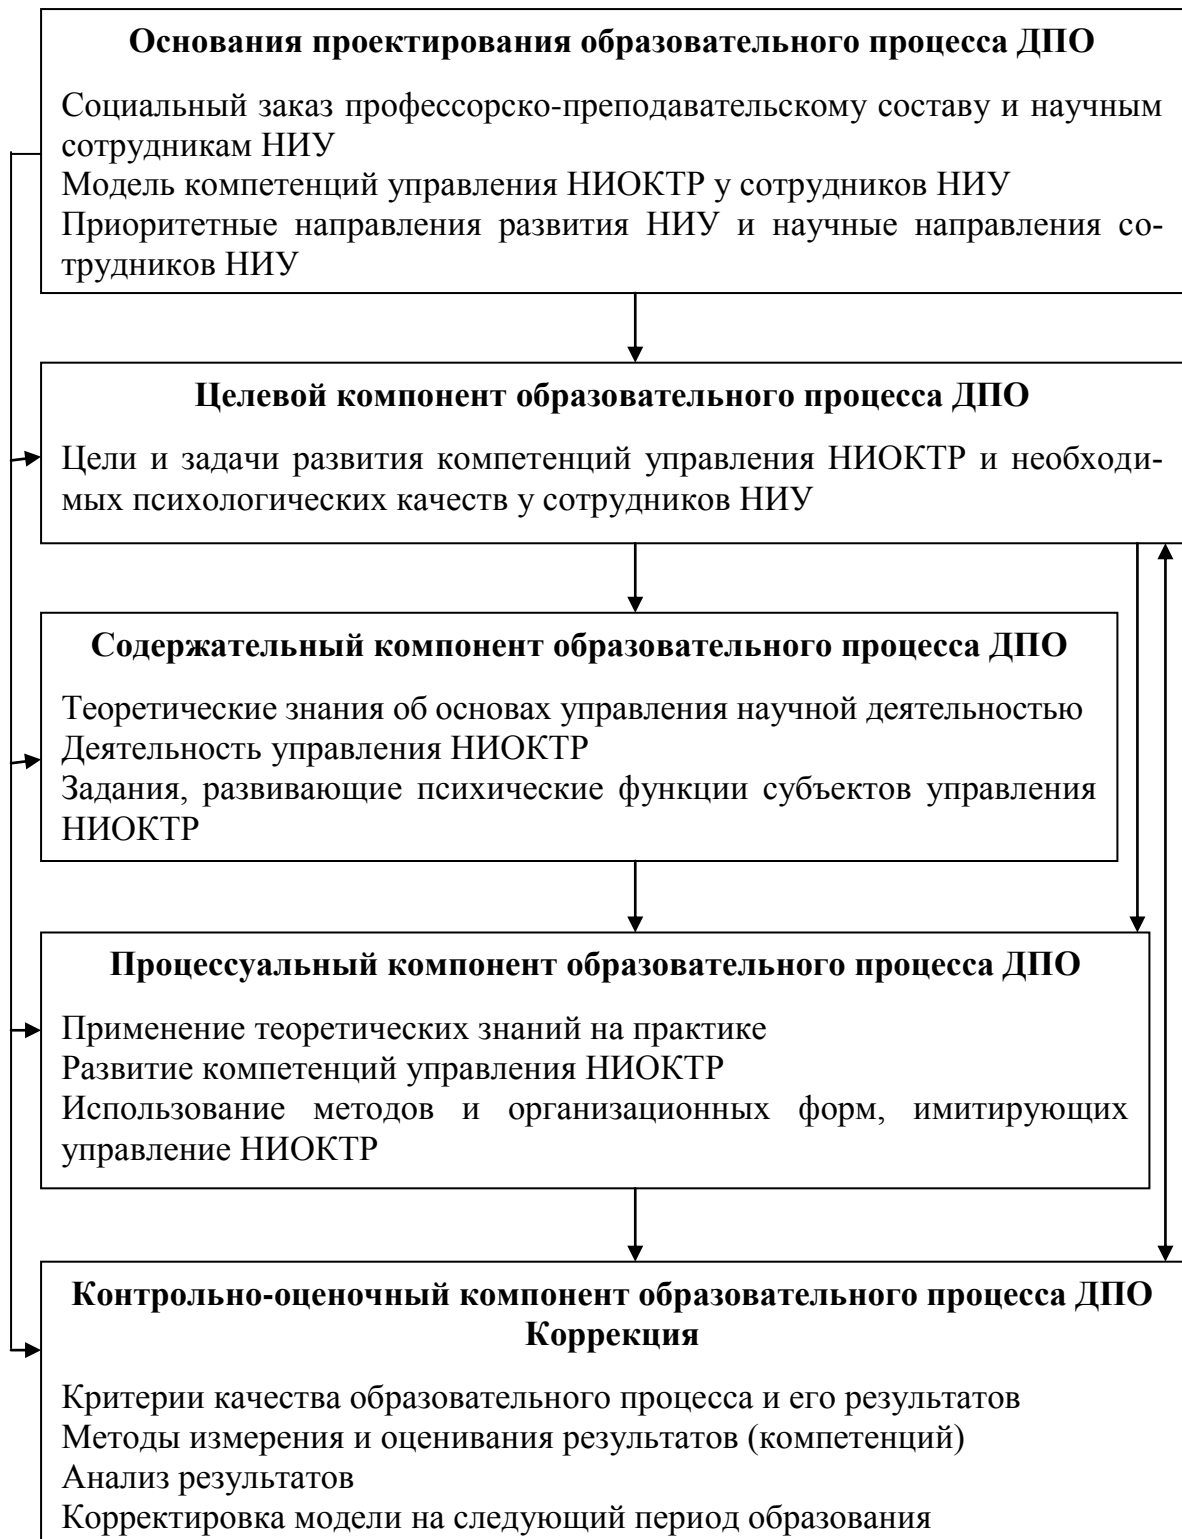 Основания проектирования образовательного процесса ДПО
Социальный заказ профессорско-преподавательскому составу и научным
сотрудникам НИУ
Модель компетенций управления НИОКТР у сотрудников НИУ
Приоритетные направления развития НИУ и научные направления со-
трудников НИУ
Целевой компонент образовательного процесса ДПО
Цели и задачи развития компетенций управления НИОКТР и необходи-
мых психологических качеств у сотрудников НИУ
Содержательный компонент образовательного процесса ДПО
Теоретические знания об основах управления научной деятельностью
Деятельность управления НИОКТР
Задания, развивающие психические функции субъектов управления
НИОКТР
Процессуальный компонент образовательного процесса ДПО
Применение теоретических знаний на практике
Развитие компетенций управления НИОКТР
Использование методов и организационных форм, имитирующих
управление НИОКТР
Контрольно-оценочный компонент образовательного процесса ДПО
Коррекция
Критерии качества образовательного процесса и его результатов
Методы измерения и оценивания результатов (компетенций)
Анализ результатов
Корректировка модели на следующий период образования